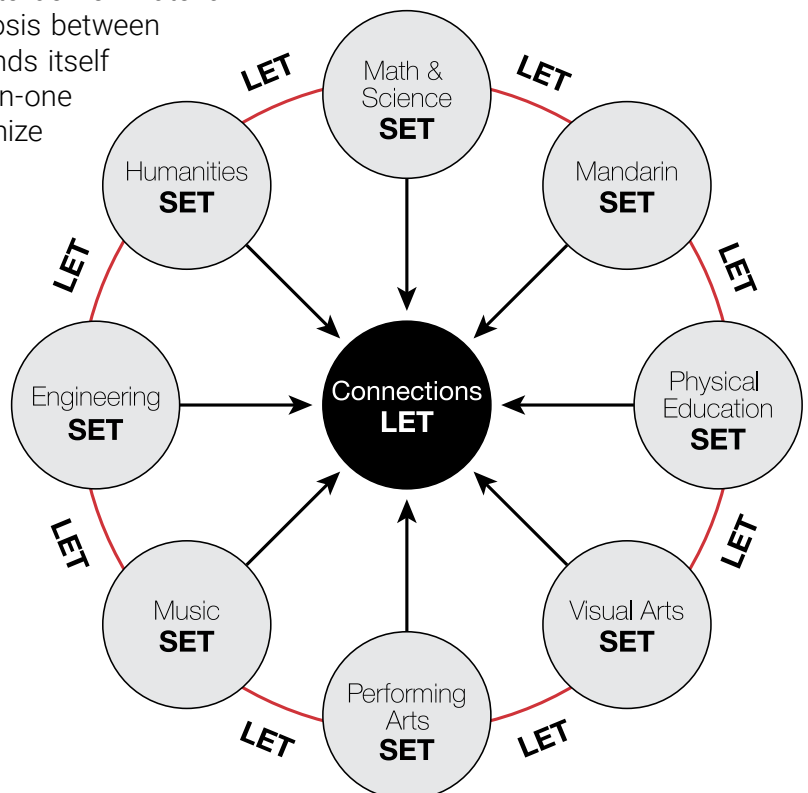 osis between
nds itself
n-one
nize
LET
Math &
Science
SET
LET
Humanities
SET
Mandarin
SET
LET
LET
Engineering
SET
Connections
LET
Physical
Education
SET
LET
LET
Music
SET
Visual Arts
SET
Performing
Arts
SET
LET
LET